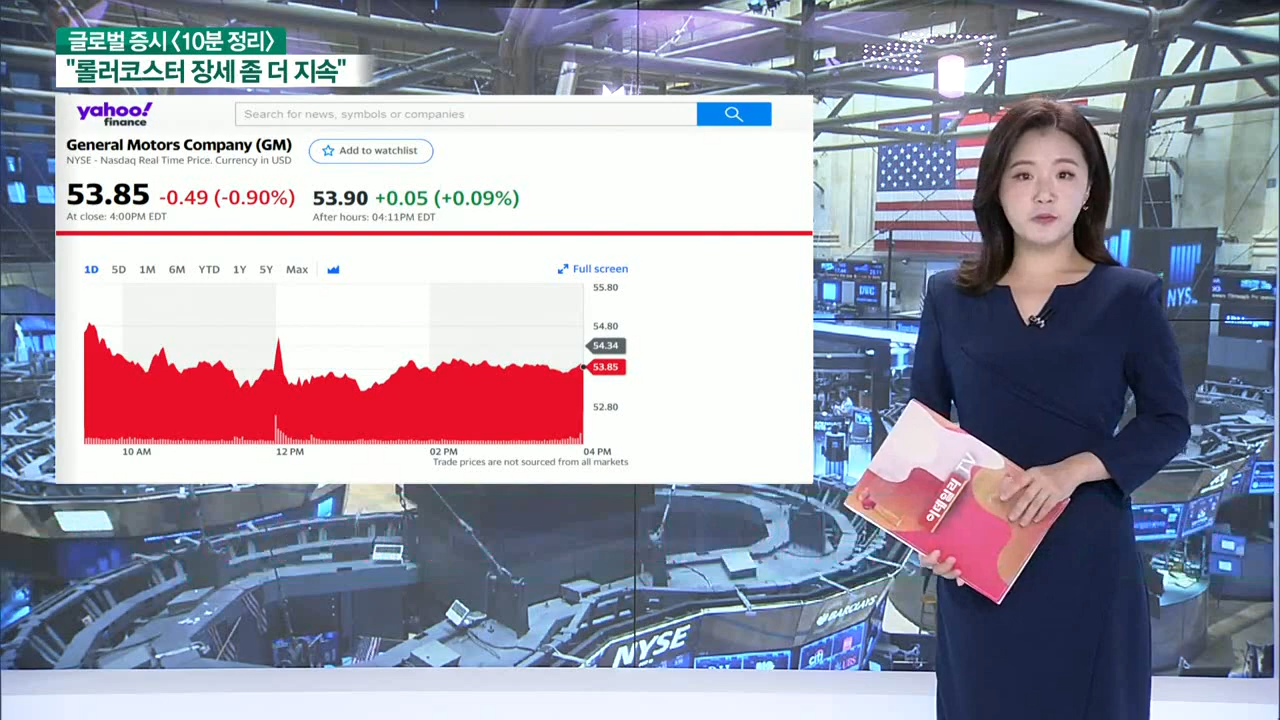 글로벌 증시 <10분 정리>
"롤러코스터 장세 좀 더 지속"
yahoo!
finance
Search for news, symbols or companies
General Motors Company (GM)
NYSE - Nasdaq Real Time Price. Currency in USD
Add to watchlist
53.85 -0.49 (-0.90%)
53.90 +0.05 (+0.09%)
At close: 4:00PM EDT
After hours: 04:11PM EDT
1D 5D 1M 6M YTD 1Y 5Y Max
Full screen
55.80
54.80
54.34
53.85
52.80
10 AM 12 PM 02 PM 04 PM
Trade prices are not sourced from all markets
NYS
이데일리 TV
BARCLAYS
NYSE
citi